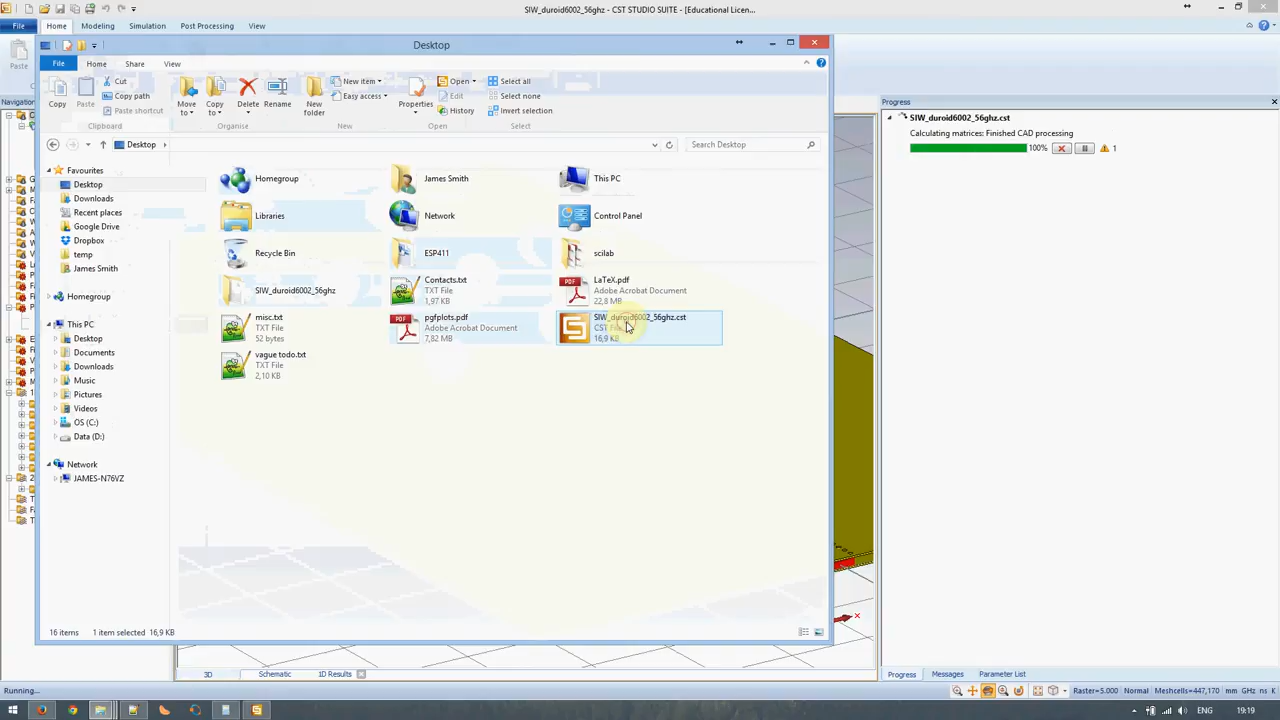 SIW_duroid6002_56ghz - CST STUDIO SUITE - [Educational Licen...
File Home Modeling Simulation Post Processing View
Paste
Desktop
File Home Share View
Copy
Paste
Cut
Copy path
Paste shortcut
Clipboard
Move to
Copy to
Delete
Rename
Organise
New folder
New item
Easy access
New
Properties
Open
Edit
History
Open
Select all
Select none
Invert selection
Select
Desktop
Search Desktop
Favourites
Desktop
Downloads
Recent places
Google Drive
Dropbox
temp
James Smith
Homegroup
This PC
Desktop
Documents
Downloads
Music
Pictures
Videos
OS (C:)
Data (D:)
Network
JAMES-N76VZ
Homegroup
James Smith
This PC
Libraries
Network
Control Panel
Recycle Bin
ESP411
scilab
SIW_duroid6002_56ghz
Contacts.txt
TXT File
1,97 KB
LaTeX.pdf
Adobe Acrobat Document
22,8 MB
misc.txt
TXT File
52 bytes
pgfplots.pdf
Adobe Acrobat Document
7,82 MB
SIW_duroid6002_56ghz.cst
CST File
16,9 KB
vague todo.txt
TXT File
2,10 KB
16 items 1 item selected 16,9 KB
Progress
SIW_duroid6002_56ghz.cst
Calculating matrices: Finished CAD processing
100% 1
3D Schematic 1D Results
Progress Messages Parameter List
Running...
Raster=5.000 Normal Meshcells=447,170 mm GHz ns K
ENG 19:19